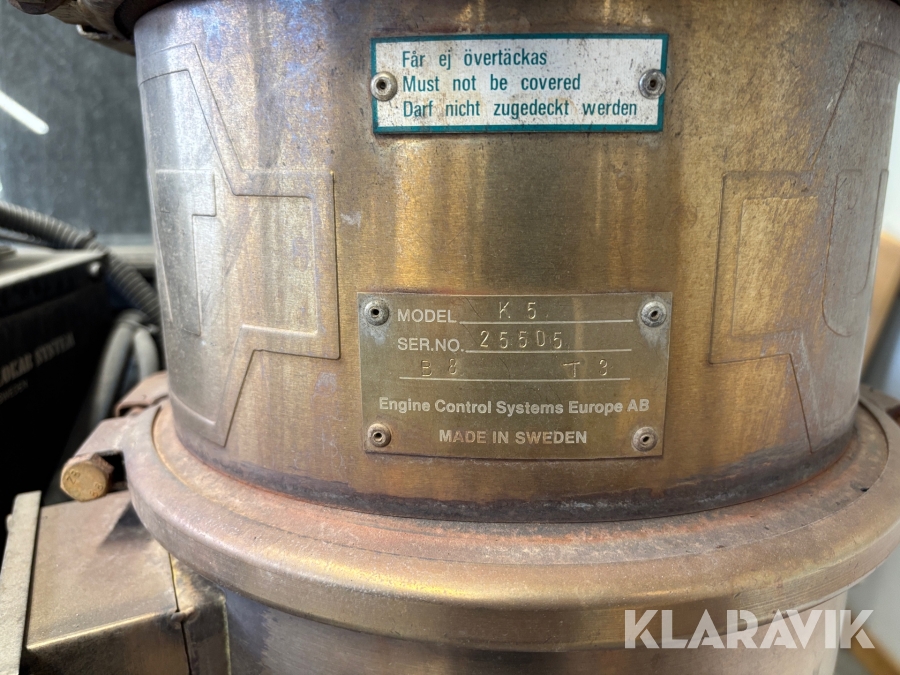 Får ej övertäckas
Must not be covered
Darf nicht zugedeckt werden
MODEL K 5
SER.NO. 25505
B 8 T 3
Engine Control Systems Europe AB
MADE IN SWEDEN
SYSTEM
KLARAVIK